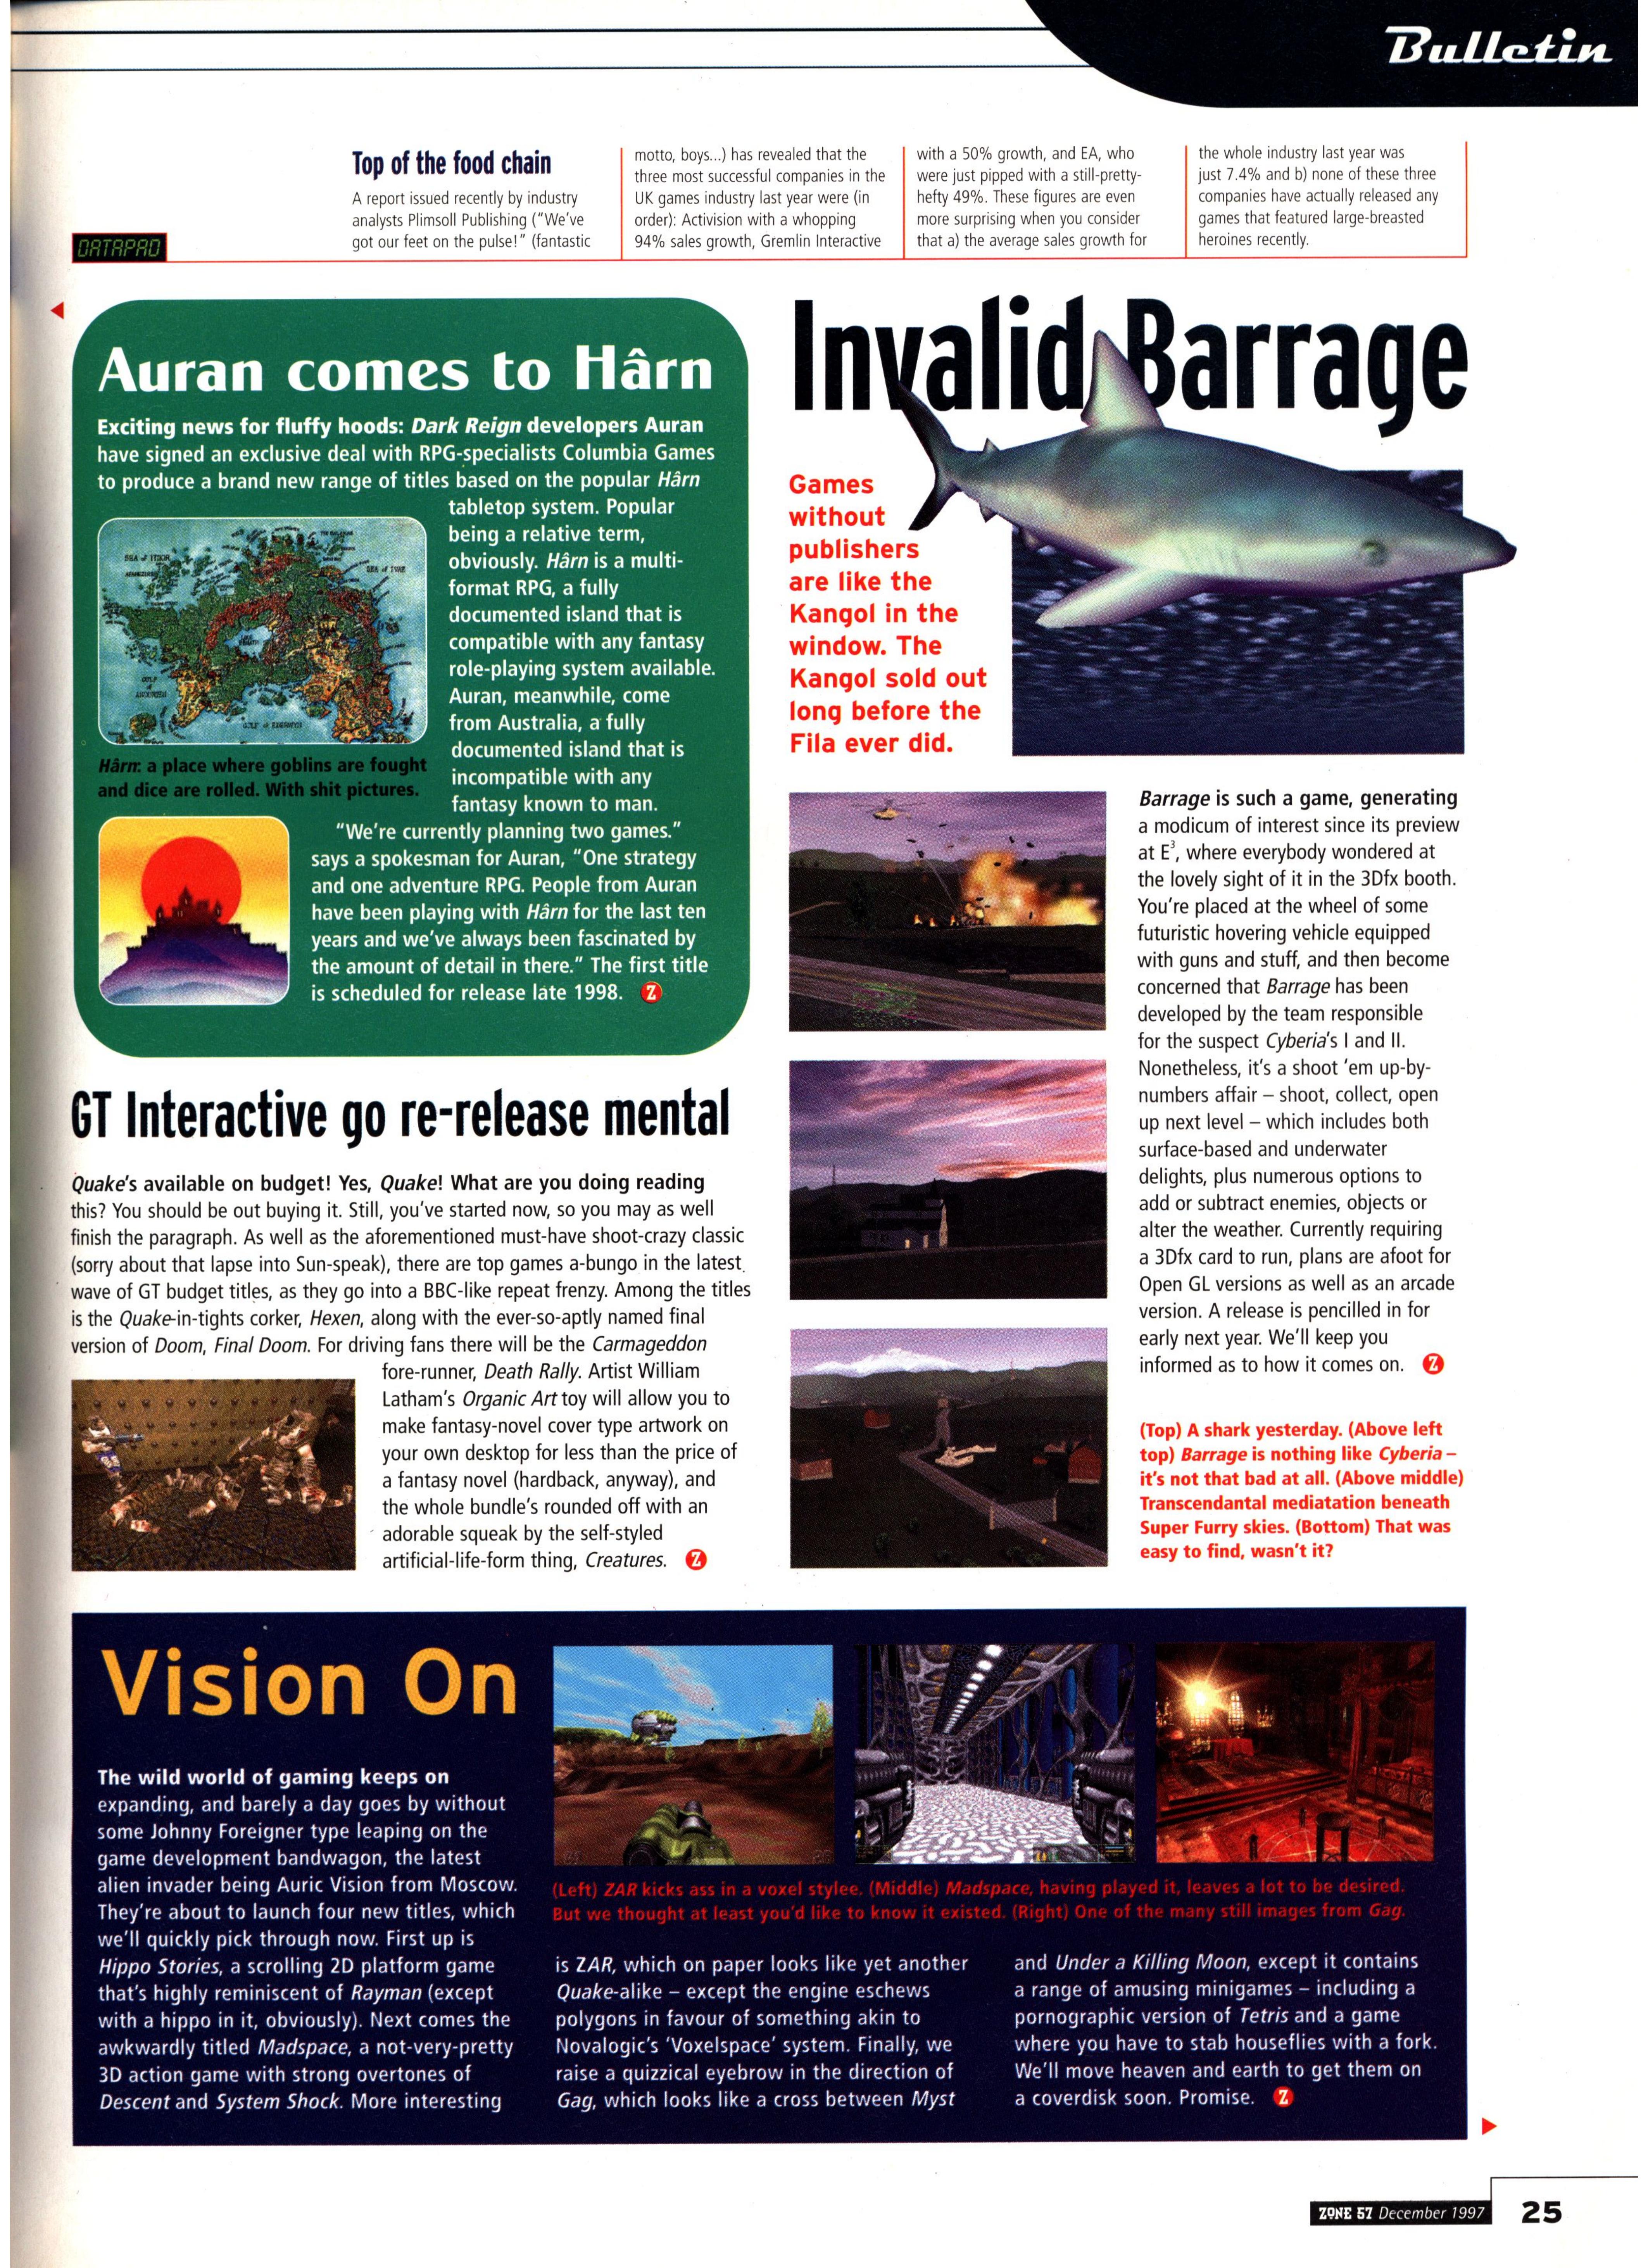 Bulletin
DATAPAD
Top of the food chain
A report issued recently by industry
analysts Plimsoll Publishing (“We’ve
got our feet on the pulse!” (fantastic
motto, boys...) has revealed that the
three most successful companies in the
UK games industry last year were (in
order): Activision with a whopping
94% sales growth, Gremlin Interactive
with a 50% growth, and EA, who
were just pipped with a still-pretty-
hefty 49%. These figures are even
more surprising when you consider
that a) the average sales growth for
the whole industry last year was
just 7.4% and b) none of these three
companies have actually released any
games that featured large-breasted
heroines recently.
Auran comes to Hârn
Exciting news for fluffy hoods: Dark Reign developers Auran
have signed an exclusive deal with RPG-specialists Columbia Games
to produce a brand new range of titles based on the popular Hârn
tabletop system. Popular
being a relative term,
obviously. Hârn is a multi-
format RPG, a fully
documented island that is
compatible with any fantasy
role-playing system available.
Auran, meanwhile, come
from Australia, a fully
documented island that is
incompatible with any
fantasy known to man.
“We’re currently planning two games.”
says a spokesman for Auran, “One strategy
and one adventure RPG. People from Auran
have been playing with Hârn for the last ten
years and we’ve always been fascinated by
the amount of detail in there.” The first title
is scheduled for release late 1998. Z
SEA of IVAE
Hârn: a place where goblins are fought
and dice are rolled. With shit pictures.
GT Interactive go re-release mental
Quake’s available on budget! Yes, Quake! What are you doing reading
this? You should be out buying it. Still, you’ve started now, so you may as well
finish the paragraph. As well as the aforementioned must-have shoot-crazy classic
(sorry about that lapse into Sun-speak), there are top games a-bungo in the latest
wave of GT budget titles, as they go into a BBC-like repeat frenzy. Among the titles
is the Quake-in-tights corker, Hexen, along with the ever-so-aptly named final
version of Doom, Final Doom. For driving fans there will be the Carmageddon
fore-runner, Death Rally. Artist William
Latham’s Organic Art toy will allow you to
make fantasy-novel cover type artwork on
your own desktop for less than the price of
a fantasy novel (hardback, anyway), and
the whole bundle’s rounded off with an
adorable squeak by the self-styled
artificial-life-form thing, Creatures. Z
Invalid Barrage
Games
without
publishers
are like the
Kangol in the
window. The
Kangol sold out
long before the
Fila ever did.
Barrage is such a game, generating
a modicum of interest since its preview
at E³, where everybody wondered at
the lovely sight of it in the 3Dfx booth.
You’re placed at the wheel of some
futuristic hovering vehicle equipped
with guns and stuff, and then become
concerned that Barrage has been
developed by the team responsible
for the suspect Cyberia’s I and II.
Nonetheless, it’s a shoot ’em up-by-
numbers affair – shoot, collect, open
up next level – which includes both
surface-based and underwater
delights, plus numerous options to
add or subtract enemies, objects or
alter the weather. Currently requiring
a 3Dfx card to run, plans are afoot for
Open GL versions as well as an arcade
version. A release is pencilled in for
early next year. We’ll keep you
informed as to how it comes on. Z
(Top) A shark yesterday. (Above left
top) Barrage is nothing like Cyberia –
it’s not that bad at all. (Above middle)
Transcendantal mediatation beneath
Super Furry skies. (Bottom) That was
easy to find, wasn’t it?
Vision On
The wild world of gaming keeps on
expanding, and barely a day goes by without
some Johnny Foreigner type leaping on the
game development bandwagon, the latest
alien invader being Auric Vision from Moscow.
They’re about to launch four new titles, which
we’ll quickly pick through now. First up is
Hippo Stories, a scrolling 2D platform game
that’s highly reminiscent of Rayman (except
with a hippo in it, obviously). Next comes the
awkwardly titled Madspace, a not-very-pretty
3D action game with strong overtones of
Descent and System Shock. More interesting
(Left) ZAR kicks ass in a voxel stylee. (Middle) Madspace, having played it, leaves a lot to be desired.
But we thought at least you’d like to know it existed. (Right) One of the many still images from Gag.
is ZAR, which on paper looks like yet another
Quake-alike – except the engine eschews
polygons in favour of something akin to
Novalogic’s ‘Voxelspace’ system. Finally, we
raise a quizzical eyebrow in the direction of
Gag, which looks like a cross between Myst
and Under a Killing Moon, except it contains
a range of amusing minigames – including a
pornographic version of Tetris and a game
where you have to stab houseflies with a fork.
We’ll move heaven and earth to get them on
a coverdisk soon. Promise. Z
ZONE 57 December 1997 25